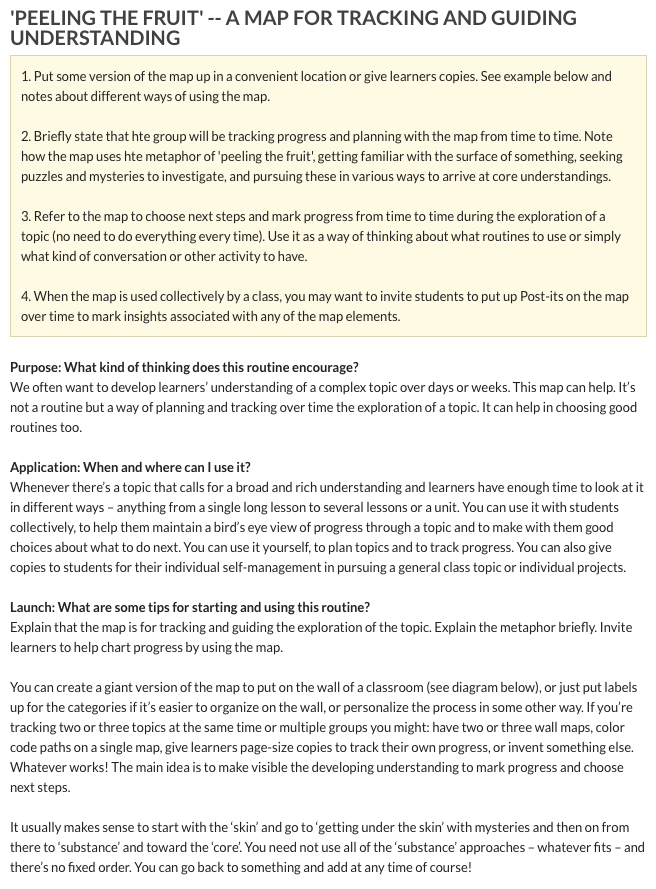 'PEELING THE FRUIT' -- A MAP FOR TRACKING AND GUIDING
UNDERSTANDING
1. Put some version of the map up in a convenient location or give learners copies. See example below and
notes about different ways of using the map.
2. Briefly state that hte group will be tracking progress and planning with the map from time to time. Note
how the map uses hte metaphor of 'peeling the fruit', getting familiar with the surface of something, seeking
puzzles and mysteries to investigate, and pursuing these in various ways to arrive at core understandings.
3. Refer to the map to choose next steps and mark progress from time to time during the exploration of a
topic (no need to do everything every time). Use it as a way of thinking about what routines to use or simply
what kind of conversation or other activity to have.
4. When the map is used collectively by a class, you may want to invite students to put up Post-its on the map
over time to mark insights associated with any of the map elements.
Purpose: What kind of thinking does this routine encourage?
We often want to develop learners’ understanding of a complex topic over days or weeks. This map can help. It’s
not a routine but a way of planning and tracking over time the exploration of a topic. It can help in choosing good
routines too.
Application: When and where can I use it?
Whenever there’s a topic that calls for a broad and rich understanding and learners have enough time to look at it
in different ways – anything from a single long lesson to several lessons or a unit. You can use it with students
collectively, to help them maintain a bird’s eye view of progress through a topic and to make with them good
choices about what to do next. You can use it yourself, to plan topics and to track progress. You can also give
copies to students for their individual self-management in pursuing a general class topic or individual projects.
Launch: What are some tips for starting and using this routine?
Explain that the map is for tracking and guiding the exploration of the topic. Explain the metaphor briefly. Invite
learners to help chart progress by using the map.
You can create a giant version of the map to put on the wall of a classroom (see diagram below), or just put labels
up for the categories if it’s easier to organize on the wall, or personalize the process in some other way. If you’re
tracking two or three topics at the same time or multiple groups you might: have two or three wall maps, color
code paths on a single map, give learners page-size copies to track their own progress, or invent something else.
Whatever works! The main idea is to make visible the developing understanding to mark progress and choose
next steps.
It usually makes sense to start with the ‘skin’ and go to ‘getting under the skin’ with mysteries and then on from
there to ‘substance’ and toward the ‘core’. You need not use all of the ‘substance’ approaches – whatever fits – and
there’s no fixed order. You can go back to something and add at any time of course!